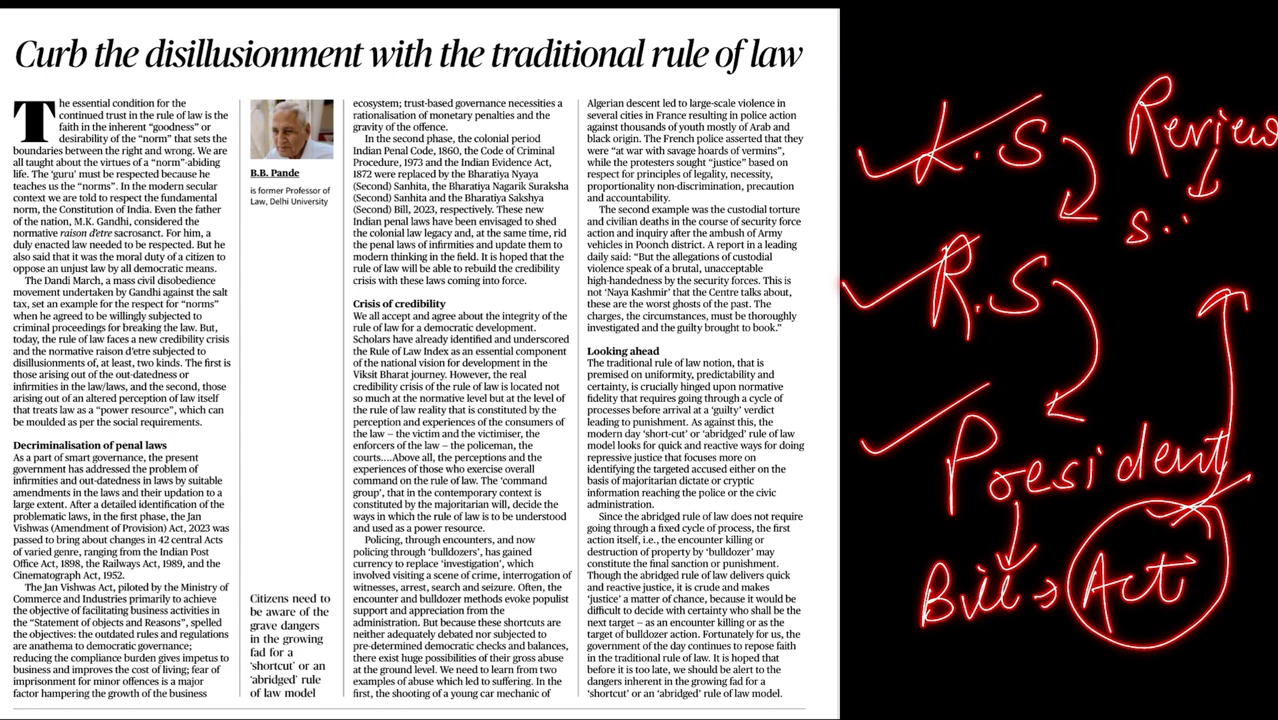 Curb the disillusionment with the traditional rule of law
The essential condition for the
continued trust in the rule of law is the
faith in the inherent “goodness” or
desirability of the “norm” that sets the
boundaries between the right and wrong. We are
all taught about the virtues of a “norm”-abiding
life. The ‘guru’ must be respected because he
teaches us the “norms”. In the modern secular
context we are told to respect the fundamental
norm, the Constitution of India. Even the father
of the nation, M.K. Gandhi, considered the
normative raison d’etre sacrosanct. For him, a
duly enacted law needed to be respected. But he
also said that it was the moral duty of a citizen to
oppose an unjust law by all democratic means.
The Dandi March, a mass civil disobedience
movement undertaken by Gandhi against the salt
tax, set an example for the respect for “norms”
when he agreed to be willingly subjected to
criminal proceedings for breaking the law. But,
today, the rule of law faces a new credibility crisis
and the normative raison d’etre subjected to
disillusionments of, at least, two kinds. The first is
those arising out of the out-datedness or
infirmities in the law/laws, and the second, those
arising out of an altered perception of law itself
that treats law as a “power resource”, which can
be moulded as per the social requirements.
Decriminalisation of penal laws
As a part of smart governance, the present
government has addressed the problem of
infirmities and out-datedness in laws by suitable
amendments in the laws and their updation to a
large extent. After a detailed identification of the
problematic laws, in the first phase, the Jan
Vishwas (Amendment of Provision) Act, 2023 was
passed to bring about changes in 42 central Acts
of varied genre, ranging from the Indian Post
Office Act, 1898, the Railways Act, 1989, and the
Cinematograph Act, 1952.
The Jan Vishwas Act, piloted by the Ministry of
Commerce and Industries primarily to achieve
the objective of facilitating business activities in
the “Statement of objects and Reasons”, spelled
the objectives: the outdated rules and regulations
are anathema to democratic governance;
reducing the compliance burden gives impetus to
business and improves the cost of living; fear of
imprisonment for minor offences is a major
factor hampering the growth of the business
B.B. Pande
is former Professor of
Law, Delhi University
Citizens need to
be aware of the
grave dangers
in the growing
fad for a
‘shortcut’ or an
‘abridged’ rule
of law model
ecosystem; trust-based governance necessities a
rationalisation of monetary penalties and the
gravity of the offence.
In the second phase, the colonial period
Indian Penal Code, 1860, the Code of Criminal
Procedure, 1973 and the Indian Evidence Act,
1872 were replaced by the Bharatiya Nyaya
(Second) Sanhita, the Bharatiya Nagarik Suraksha
(Second) Sanhita and the Bharatiya Sakshya
(Second) Bill, 2023, respectively. These new
Indian penal laws have been envisaged to shed
the colonial law legacy and, at the same time, rid
the penal laws of infirmities and update them to
modern thinking in the field. It is hoped that the
rule of law will be able to rebuild the credibility
crisis with these laws coming into force.
Crisis of credibility
We all accept and agree about the integrity of the
rule of law for a democratic development.
Scholars have already identified and underscored
the Rule of Law Index as an essential component
of the national vision for development in the
Viksit Bharat journey. However, the real
credibility crisis of the rule of law is located not
so much at the normative level but at the level of
the rule of law reality that is constituted by the
perception and experiences of the consumers of
the law – the victim and the victimiser, the
enforcers of the law – the policeman, the
courts....Above all, the perceptions and the
experiences of those who exercise overall
command on the rule of law. The ‘command
group’, that in the contemporary context is
constituted by the majoritarian will, decide the
ways in which the rule of law is to be understood
and used as a power resource.
Policing, through encounters, and now
policing through ‘bulldozers’, has gained
currency to replace ‘investigation’, which
involved visiting a scene of crime, interrogation of
witnesses, arrest, search and seizure. Often, the
encounter and bulldozer methods evoke populist
support and appreciation from the
administration. But because these shortcuts are
neither adequately debated nor subjected to
pre-determined democratic checks and balances,
there exist huge possibilities of their gross abuse
at the ground level. We need to learn from two
examples of abuse which led to suffering. In the
first, the shooting of a young car mechanic of
Algerian descent led to large-scale violence in
several cities in France resulting in police action
against thousands of youth mostly of Arab and
black origin. The French police asserted that they
were “at war with savage hoards of vermins”,
while the protesters sought “justice” based on
respect for principles of legality, necessity,
proportionality non-discrimination, precaution
and accountability.
The second example was the custodial torture
and civilian deaths in the course of security force
action and inquiry after the ambush of Army
vehicles in Poonch district. A report in a leading
daily said: “But the allegations of custodial
violence speak of a brutal, unacceptable
high-handedness by the security forces. This is
not ‘Naya Kashmir’ that the Centre talks about,
these are the worst ghosts of the past. The
charges, the circumstances, must be thoroughly
investigated and the guilty brought to book.”
Looking ahead
The traditional rule of law notion, that is
premised on uniformity, predictability and
certainty, is crucially hinged upon normative
fidelity that requires going through a cycle of
processes before arrival at a ‘guilty’ verdict
leading to punishment. As against this, the
modern day ‘short-cut’ or ‘abridged’ rule of law
model looks for quick and reactive ways for doing
repressive justice that focuses more on
identifying the targeted accused either on the
basis of majoritarian dictate or cryptic
information reaching the police or the civic
administration.
Since the abridged rule of law does not require
going through a fixed cycle of process, the first
action itself, i.e., the encounter killing or
destruction of property by ‘bulldozer’ may
constitute the final sanction or punishment.
Though the abridged rule of law delivers quick
and reactive justice, it is crude and makes
‘justice’ a matter of chance, because it would be
difficult to decide with certainty who shall be the
next target – as an encounter killing or as the
target of bulldozer action. Fortunately for us, the
government of the day continues to repose faith
in the traditional rule of law. It is hoped that
before it is too late, we should be alert to the
dangers inherent in the growing fad for a
‘shortcut’ or an ‘abridged’ rule of law model.
L.S
Review
S..
R.S
President
Bill → Act